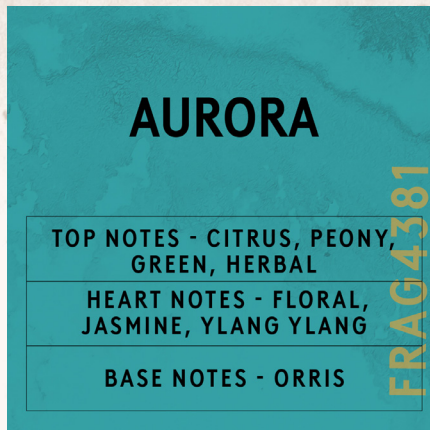 AURORA
TOP NOTES - CITRUS, PEONY,
GREEN, HERBAL
HEART NOTES - FLORAL,
JASMINE, YLANG YLANG
BASE NOTES - ORRIS
FRAG4381